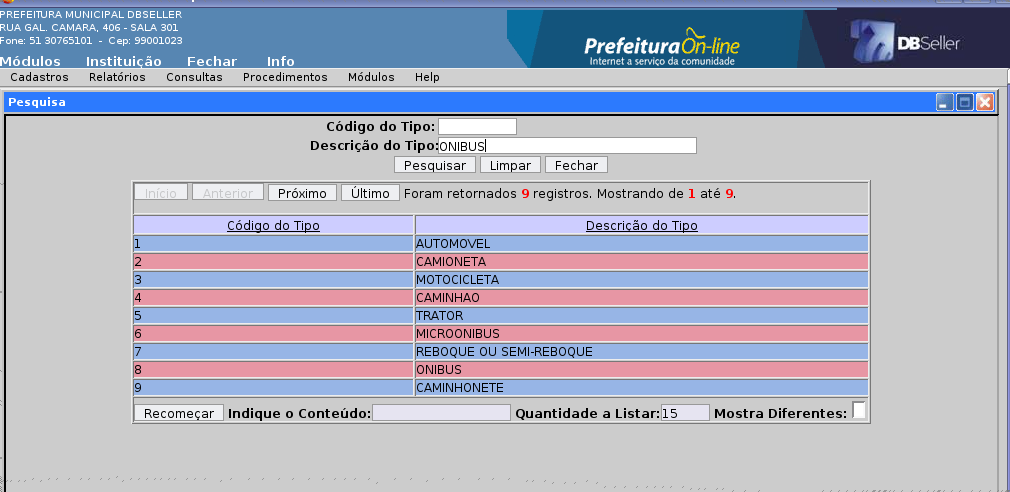 PREFEITURA MUNICIPAL DBSELLER
RUA GAL. CAMARA, 406 - SALA 301
Fone: 51 30765101 - Cep: 99001023
PrefeituraOn-line
Internet a serviço da comunidade
DBSeller
Módulos Instituição Fechar Info
Cadastros Relatórios Consultas Procedimentos Módulos Help
Pesquisa
Código do Tipo:
Descrição do Tipo: ONIBUS
Pesquisar Limpar Fechar
Início Anterior Próximo Último Foram retornados 9 registros. Mostrando de 1 até 9.
Código do Tipo Descrição do Tipo
1 AUTOMOVEL
2 CAMIONETA
3 MOTOCICLETA
4 CAMINHAO
5 TRATOR
6 MICROONIBUS
7 REBOQUE OU SEMI-REBOQUE
8 ONIBUS
9 CAMINHONETE
Recomeçar Indique o Conteúdo: Quantidade a Listar: 15 Mostra Diferentes: